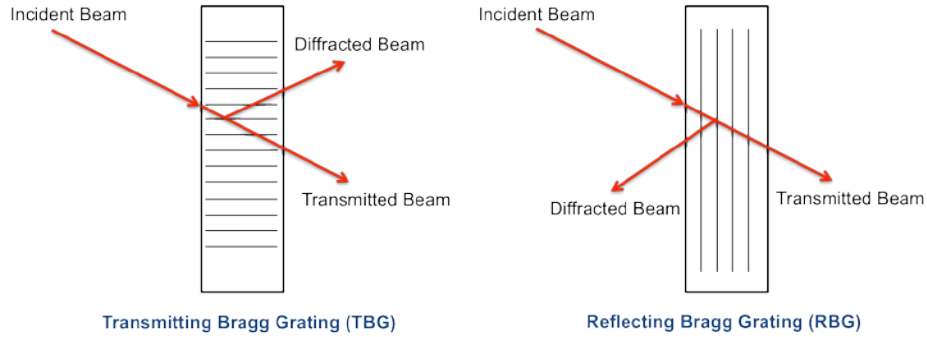 Incident Beam
Diffracted Beam
Transmitted Beam
Transmitting Bragg Grating (TBG)
Incident Beam
Diffracted Beam
Transmitted Beam
Reflecting Bragg Grating (RBG)